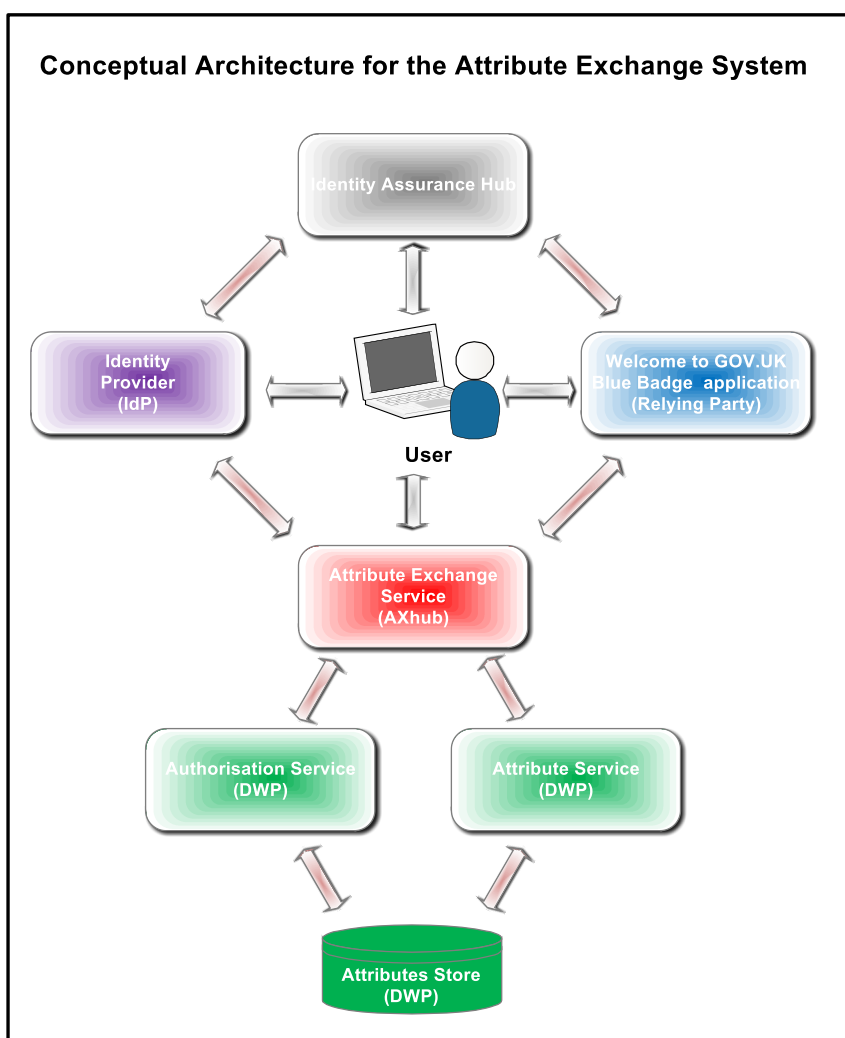 Conceptual Architecture for the Attribute Exchange System
Identity Assurance Hub
Identity
Provider
(IdP)
Welcome to GOV.UK
Blue Badge application
(Relying Party)
User
Attribute Exchange
Service
(AXhub)
Authorisation Service
(DWP)
Attribute Service
(DWP)
Attributes Store
(DWP)